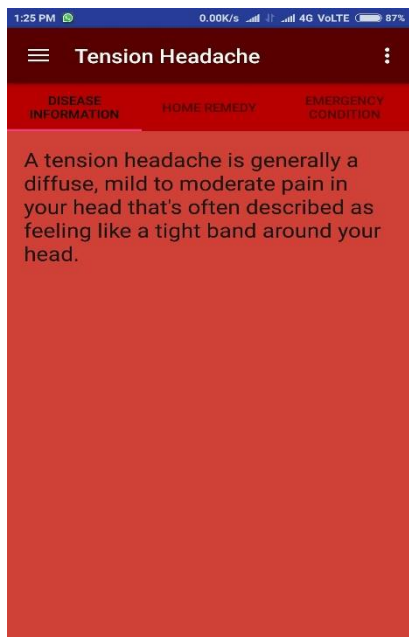 1:25 PM 0.00K/s 4G VoLTE 87%
Tension Headache
DISEASE INFORMATION
HOME REMEDY
EMERGENCY CONDITION
A tension headache is generally a
diffuse, mild to moderate pain in
your head that's often described as
feeling like a tight band around your
head.